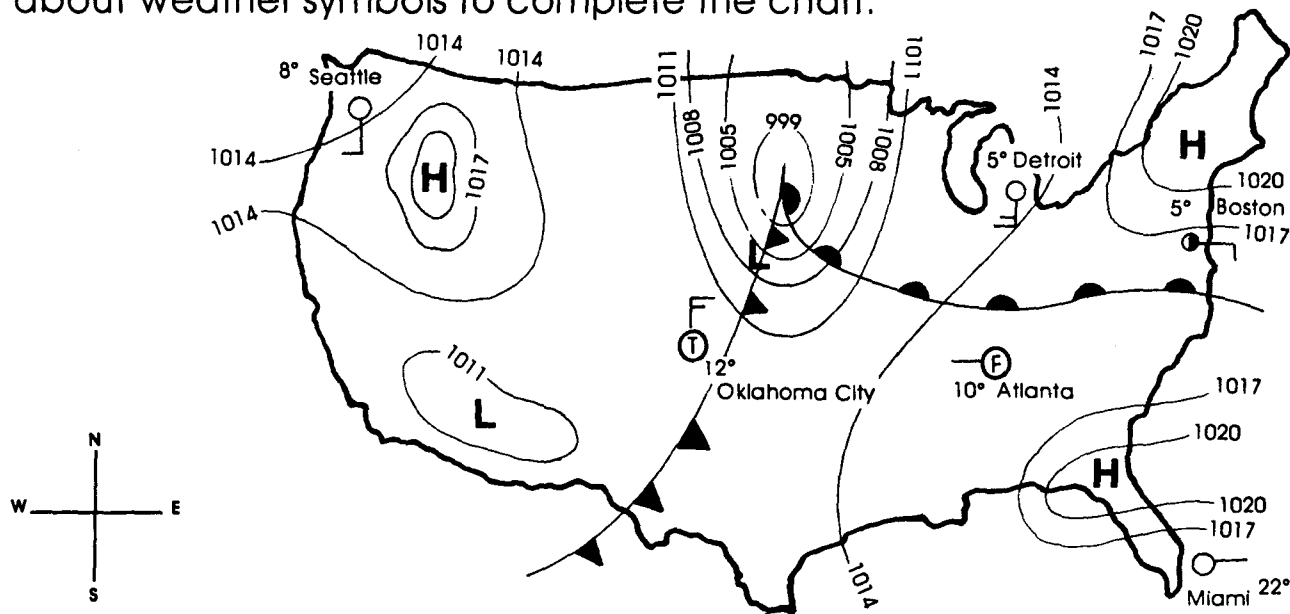 about weather symbols to complete the chart.
1014
1014
1017
1020
8° Seattle
1011
1011
1014
1008
1005
999
1005
1008
1014
H
1017
H
5° Detroit
1020
1014
5° Boston
1017
L
T
12°
F
Oklahoma City
10° Atlanta
1011
L
1017
1020
N
H
W
E
1020
1017
S
1014
Miami 22°